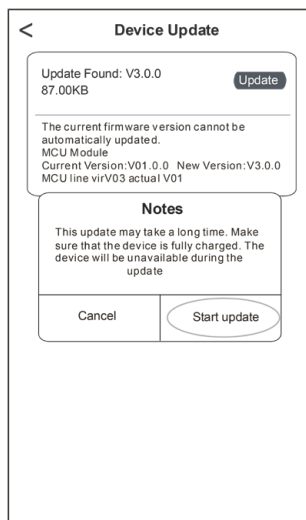 < Device Update
Update Found: V3.0.0
87.00KB
Update
The current firmware version cannot be
automatically updated.
MCU Module
Current Version:V01.0.0 New Version:V3.0.0
MCU line virV03 actual V01
Notes
This update may take a long time. Make
sure that the device is fully charged. The
device will be unavailable during the
update
Cancel Start update